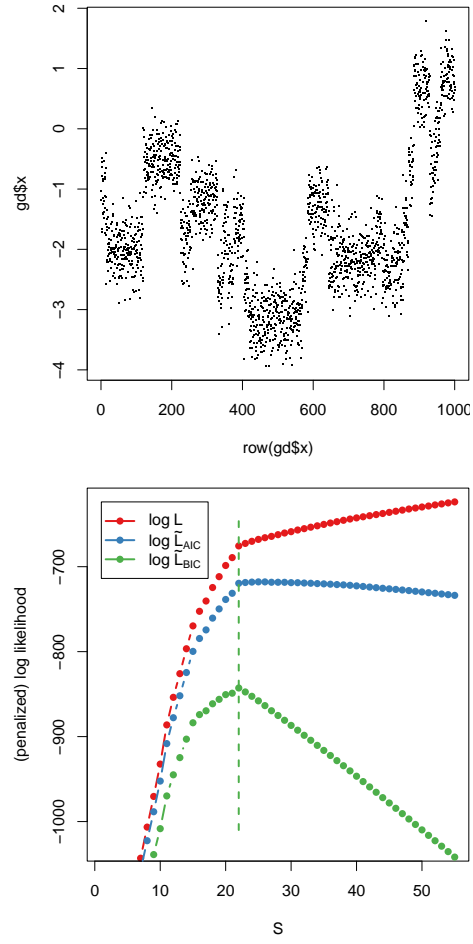 2
1
0
-1
-2
-3
-4
gd$x
0 200 400 600 800 1000
row(gd$x)
log L
log L̃AIC
log L̃BIC
-700
-800
-900
-1000
(penalized) log likelihood
0 10 20 30 40 50
S